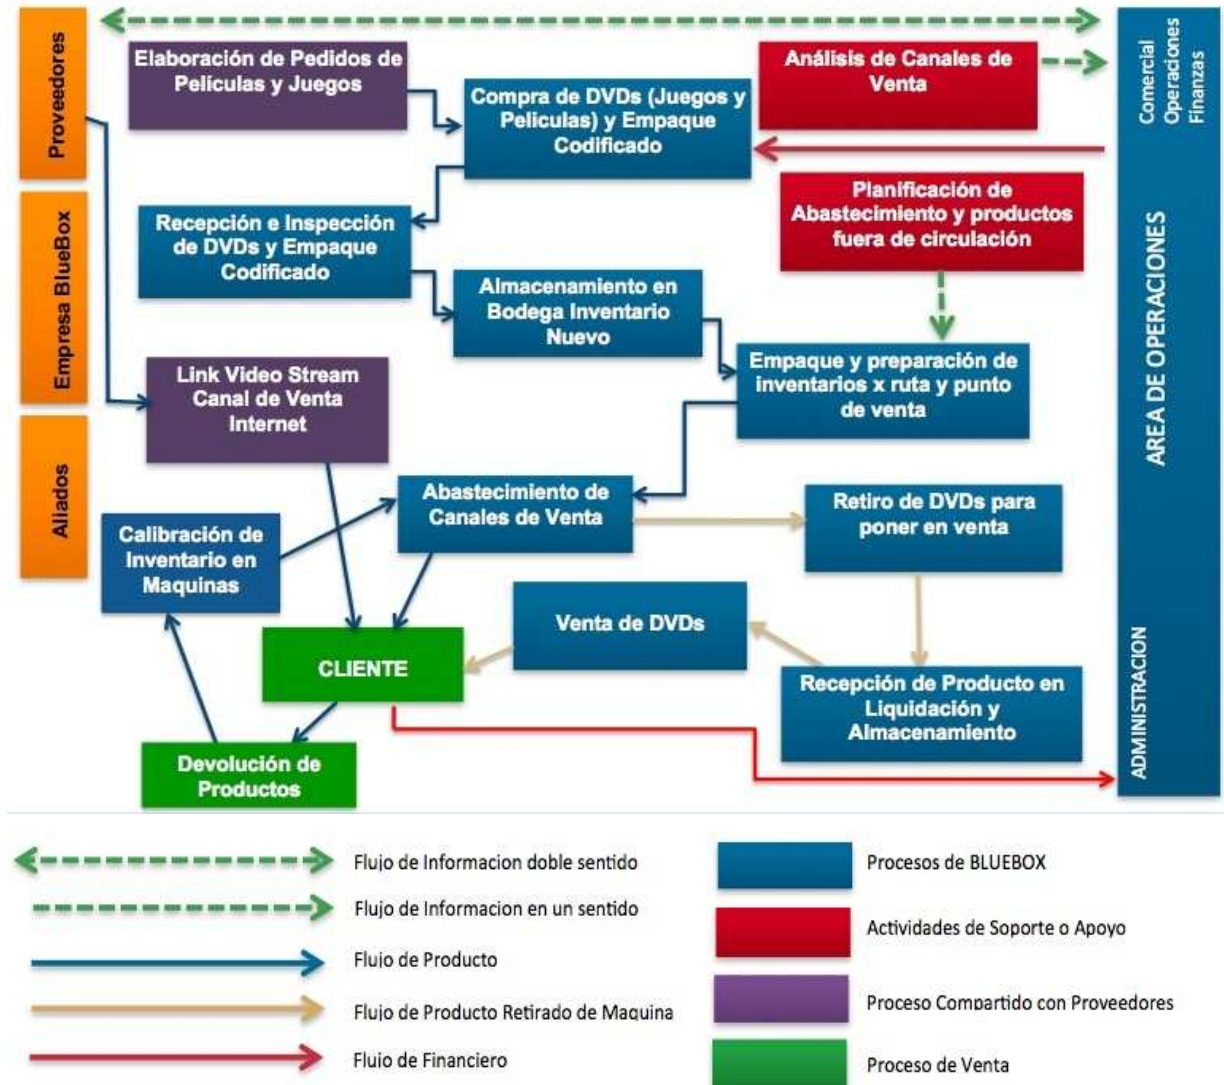 Proveedores
Empresa BlueBox
Aliados
Elaboración de Pedidos de
Películas y Juegos
Compra de DVDs (Juegos y
Peliculas) y Empaque
Codificado
Análisis de Canales de
Venta
Comercial
Operaciones
Finanzas
AREA DE OPERACIONES
ADMINISTRACION
Planificación de
Abastecimiento y productos
fuera de circulación
Recepción e Inspección
de DVDs y Empaque
Codificado
Almacenamiento en
Bodega Inventario
Nuevo
Empaque y preparación de
inventarios x ruta y punto
de venta
Link Video Stream
Canal de Venta
Internet
Abastecimiento de
Canales de Venta
Retiro de DVDs para
poner en venta
Calibración de
Inventario en
Maquinas
Venta de DVDs
CLIENTE
Recepción de Producto en
Liquidación y
Almacenamiento
Devolución de
Productos
Flujo de Informacion doble sentido
Flujo de Informacion en un sentido
Flujo de Producto
Flujo de Producto Retirado de Maquina
Flujo de Financiero
Procesos de BLUEBOX
Actividades de Soporte o Apoyo
Proceso Compartido con Proveedores
Proceso de Venta